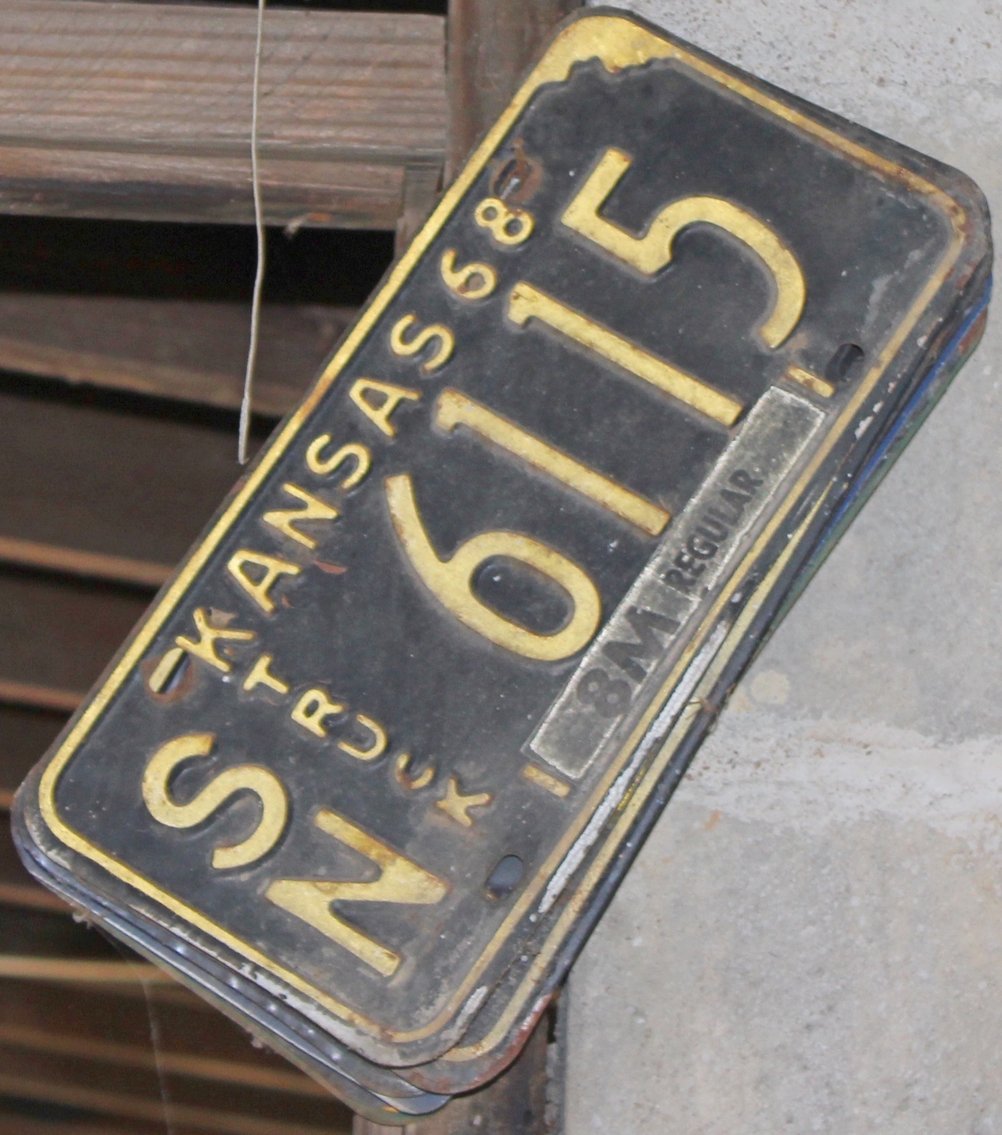 KANSAS 68
SN
TRUCK
6115
8M REGULAR